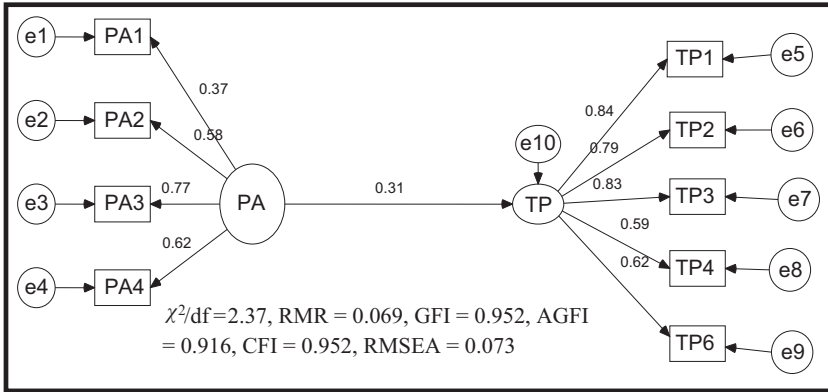 e1
PA1
0.37
e2
PA2
0.58
e3
PA3
0.77
PA
e4
PA4
0.62
0.31
e10
TP
TP1
e5
0.84
TP2
e6
0.79
TP3
e7
0.83
TP4
e8
0.59
TP6
e9
0.62
χ²/df =2.37, RMR = 0.069, GFI = 0.952, AGFI
= 0.916, CFI = 0.952, RMSEA = 0.073